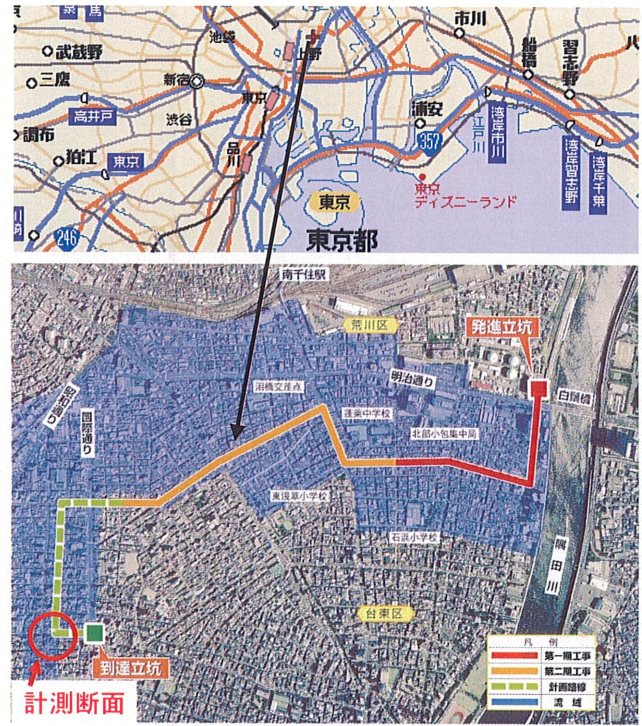 池袋
上野
市川
船橋
習志野
武蔵野
三鷹
新宿
高井戸
渋谷
東京
調布
狛江
東京
品川
浦安
357
江戸川
湾岸市川
湾岸習志野
湾岸千葉
東京
ディズニーランド
246
川崎
東京
東京都
南千住駅
荒川区
発進立坑
明治通り
白鬚橋
泪橋交差点
蓬莱中学校
昭和通り
国際通り
北部小包集中局
東浅草小学校
石浜小学校
隅田川
台東区
到達立坑
計測断面
凡 例
第一期工事
第二期工事
計画路線
流 域